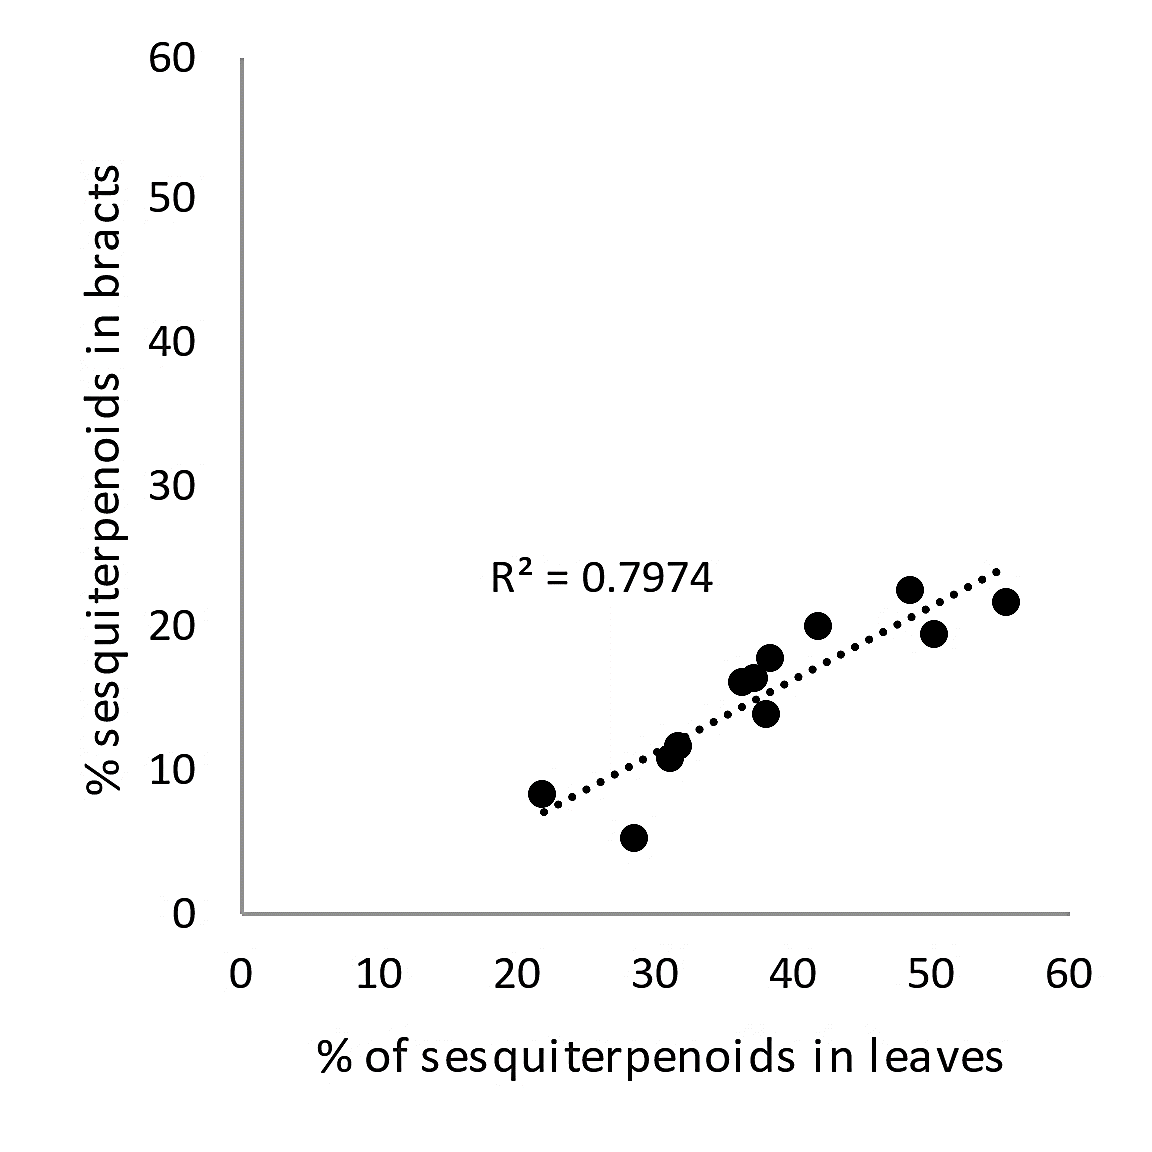 60
50
40
30
20
10
0
% sesquiterpenoids in bracts
R² = 0.7974
0 10 20 30 40 50 60
% of sesquiterpenoids in leaves